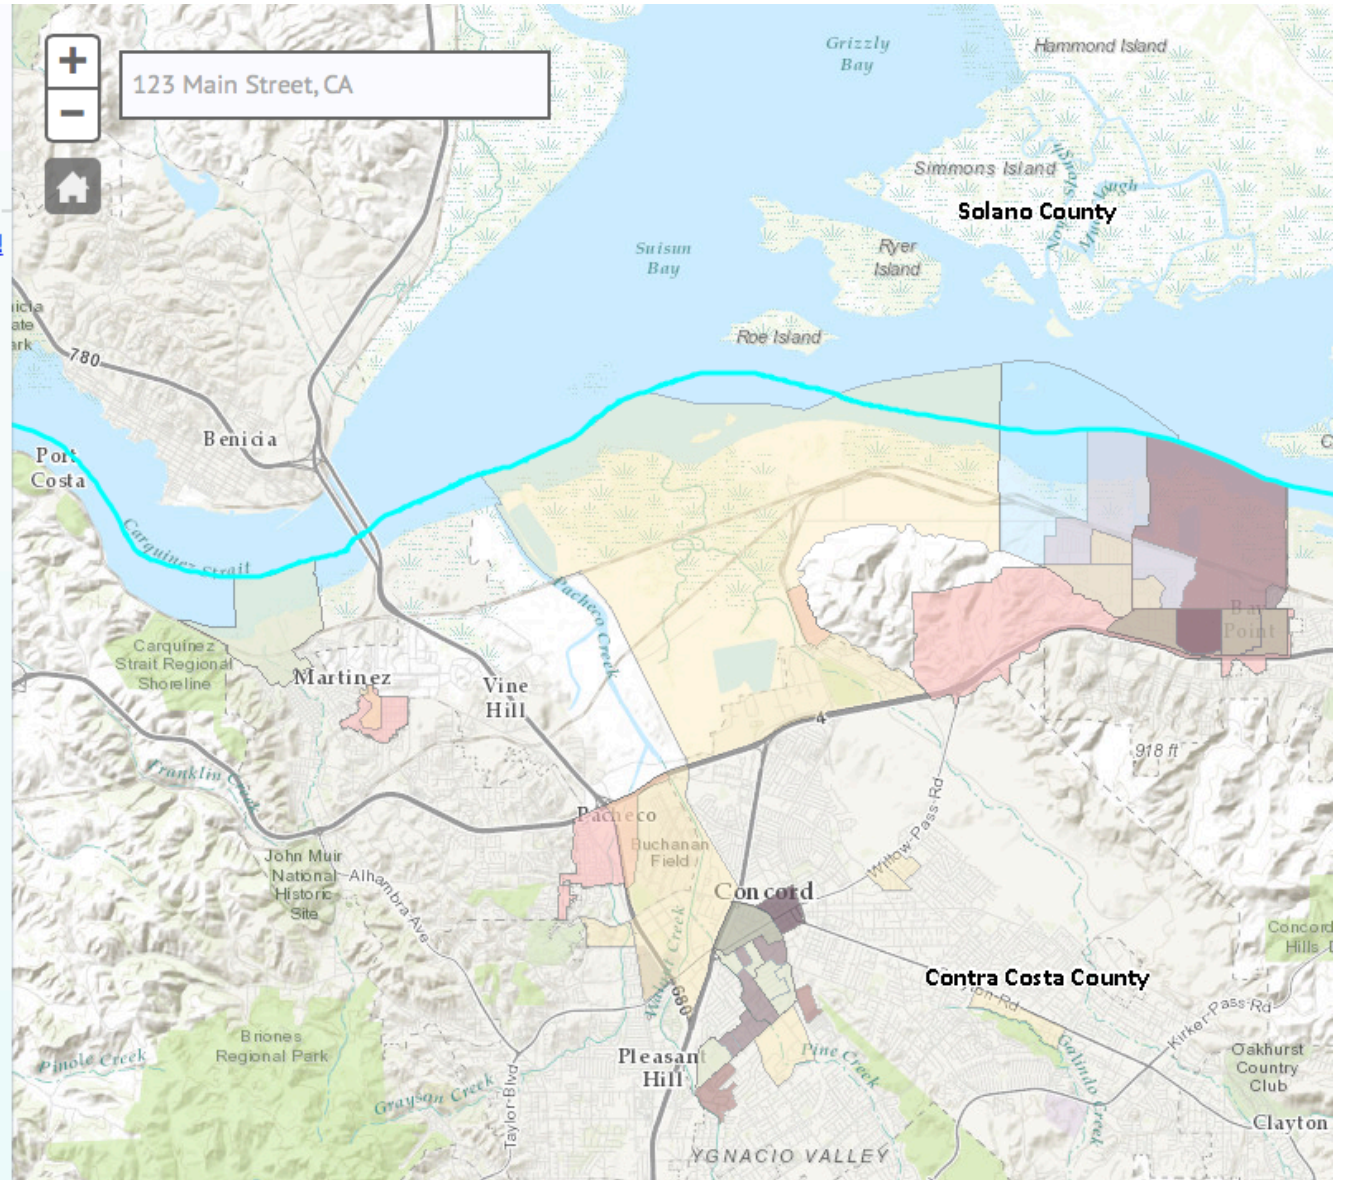 +
123 Main Street, CA
−
Grizzly
Bay
Hammond Island
Simmons Island
Solano County
Suisun
Bay
Ryer
Island
Roe Island
780
Benicia
Port
Costa
Carquinez Strait
Carquinez
Strait Regional
Shoreline
Martinez
Vine
Hill
Pacheco Creek
Bay
Point
4
918 ft
Franklin Creek
Pacheco
Buchanan
Field
Willow-Pass-Rd
John Muir
National
Historic
Site
Alhambra-Ave
Concord
Concord
Hills
Contra Costa County
680
Kirker-Pass-Rd
Briones
Regional Park
Pinole Creek
Grayson Creek
Taylor-Blvd
Pleasant
Hill
Pine Creek
Galindo Creek
Oakhurst
Country
Club
Clayton
YGNACIO VALLEY